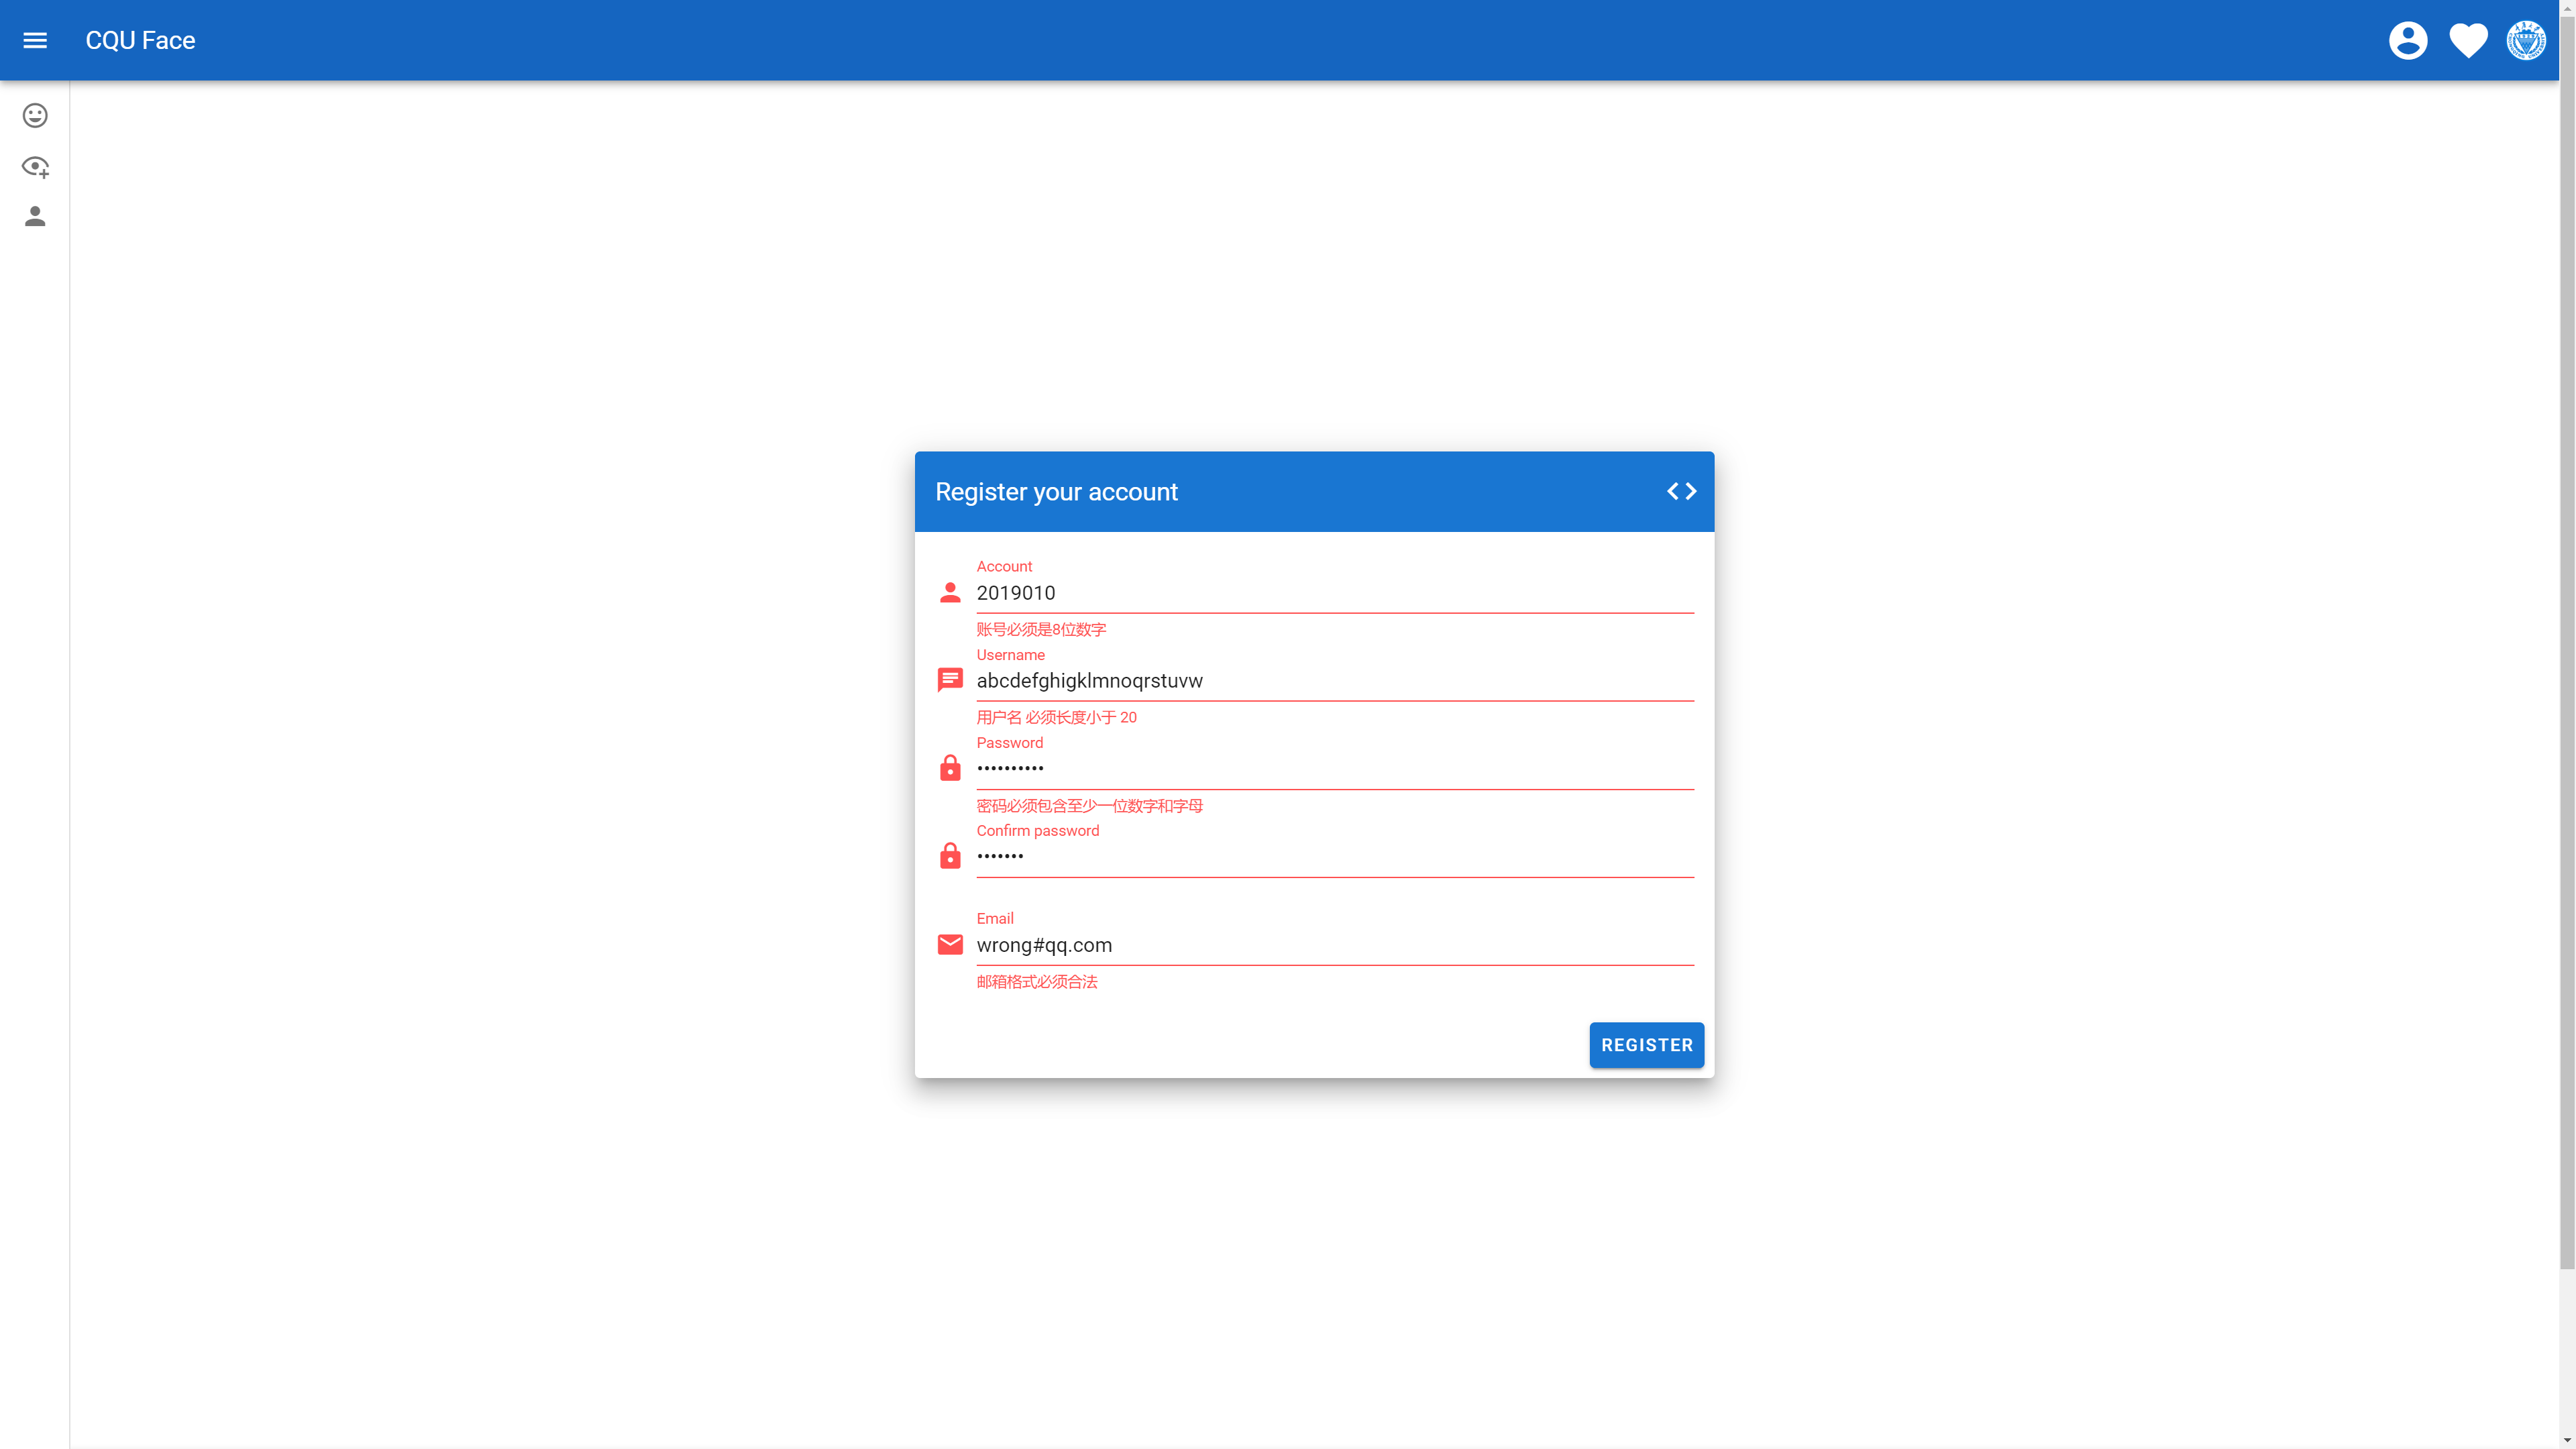 CQU Face
Register your account
Account
2019010
账号必须是8位数字
Username
abcdefghigklmnoqrstuvw
用户名 必须长度小于 20
Password
••••••••••
密码必须包含至少一位数字和字母
Confirm password
•••••••
Email
wrong#qq.com
邮箱格式必须合法
REGISTER